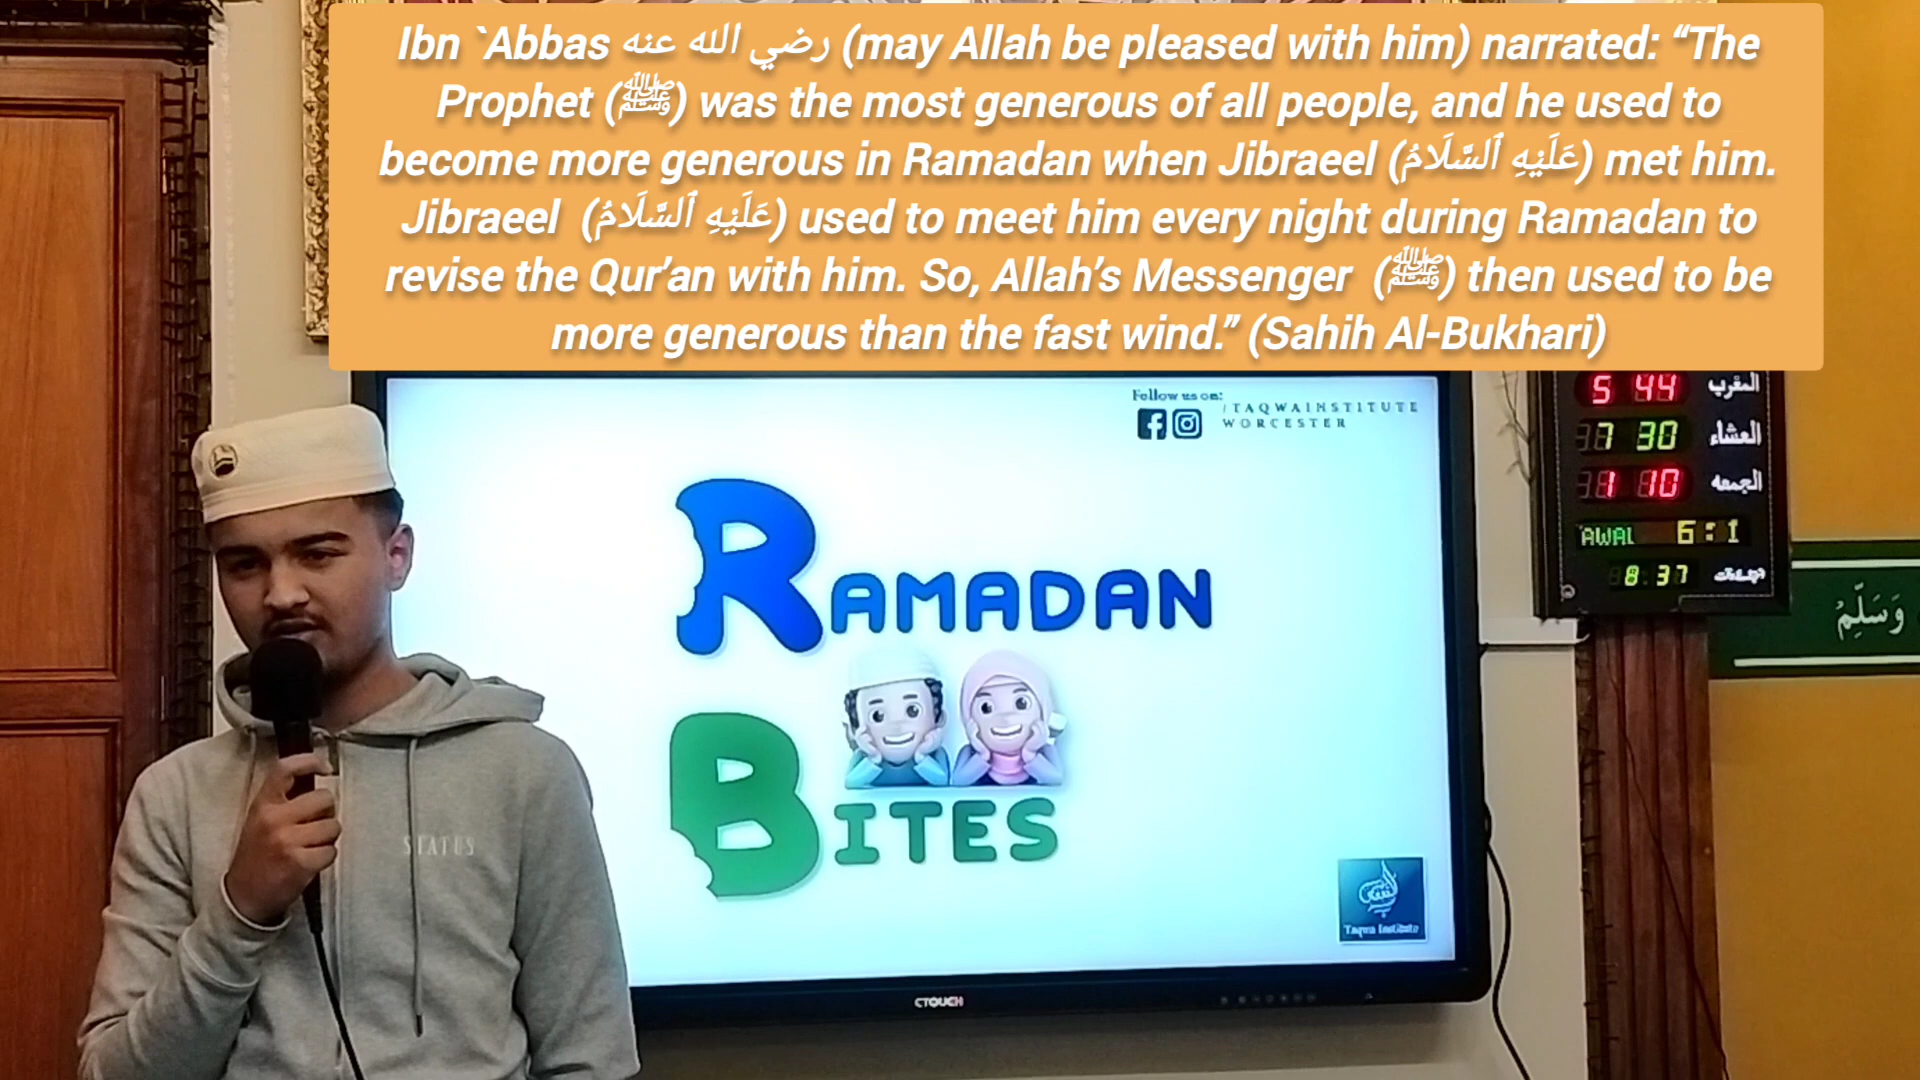 Ibn `Abbas رضي الله عنه (may Allah be pleased with him) narrated: “The
Prophet (ﷺ) was the most generous of all people, and he used to
become more generous in Ramadan when Jibraeel (عَلَيْهِ ٱلسَّلَامُ) met him.
Jibraeel (عَلَيْهِ ٱلسَّلَامُ) used to meet him every night during Ramadan to
revise the Qur’an with him. So, Allah’s Messenger (ﷺ) then used to be
more generous than the fast wind.” (Sahih Al-Bukhari)
Follow us on:
/TAQWAINSTITUTE
WORCESTER
RAMADAN
BITES
Taqwa Institute
CTOUCH
STATUS
5 44 المغرب
7 30 العشاء
1 10 الجمعه
'AWAL 6:1
8:37
وَسَلِّمْ